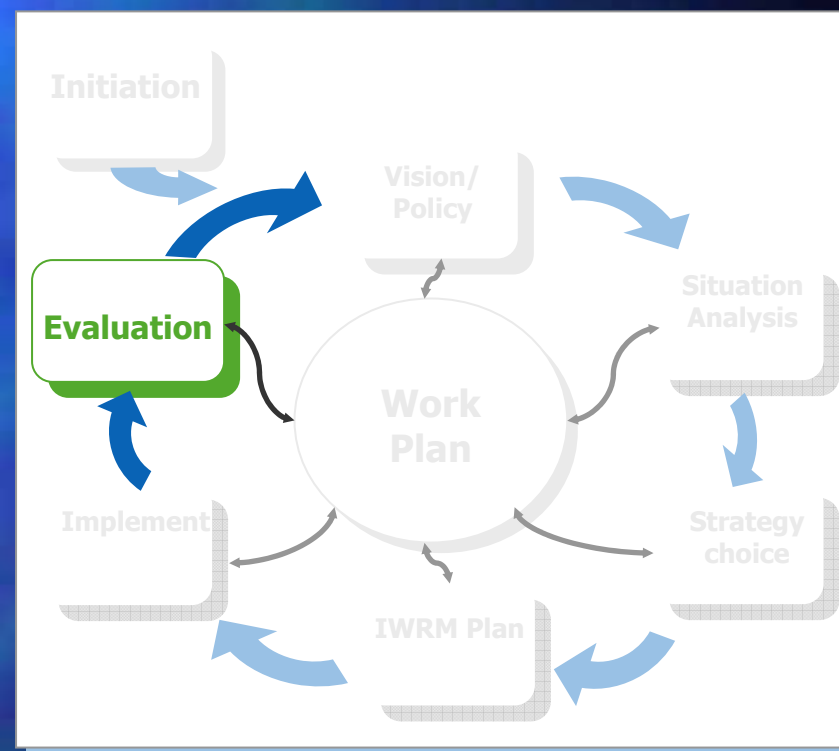 Initiation
Vision/
Policy
Situation
Analysis
Evaluation
Work
Plan
Implement
Strategy
choice
IWRM Plan